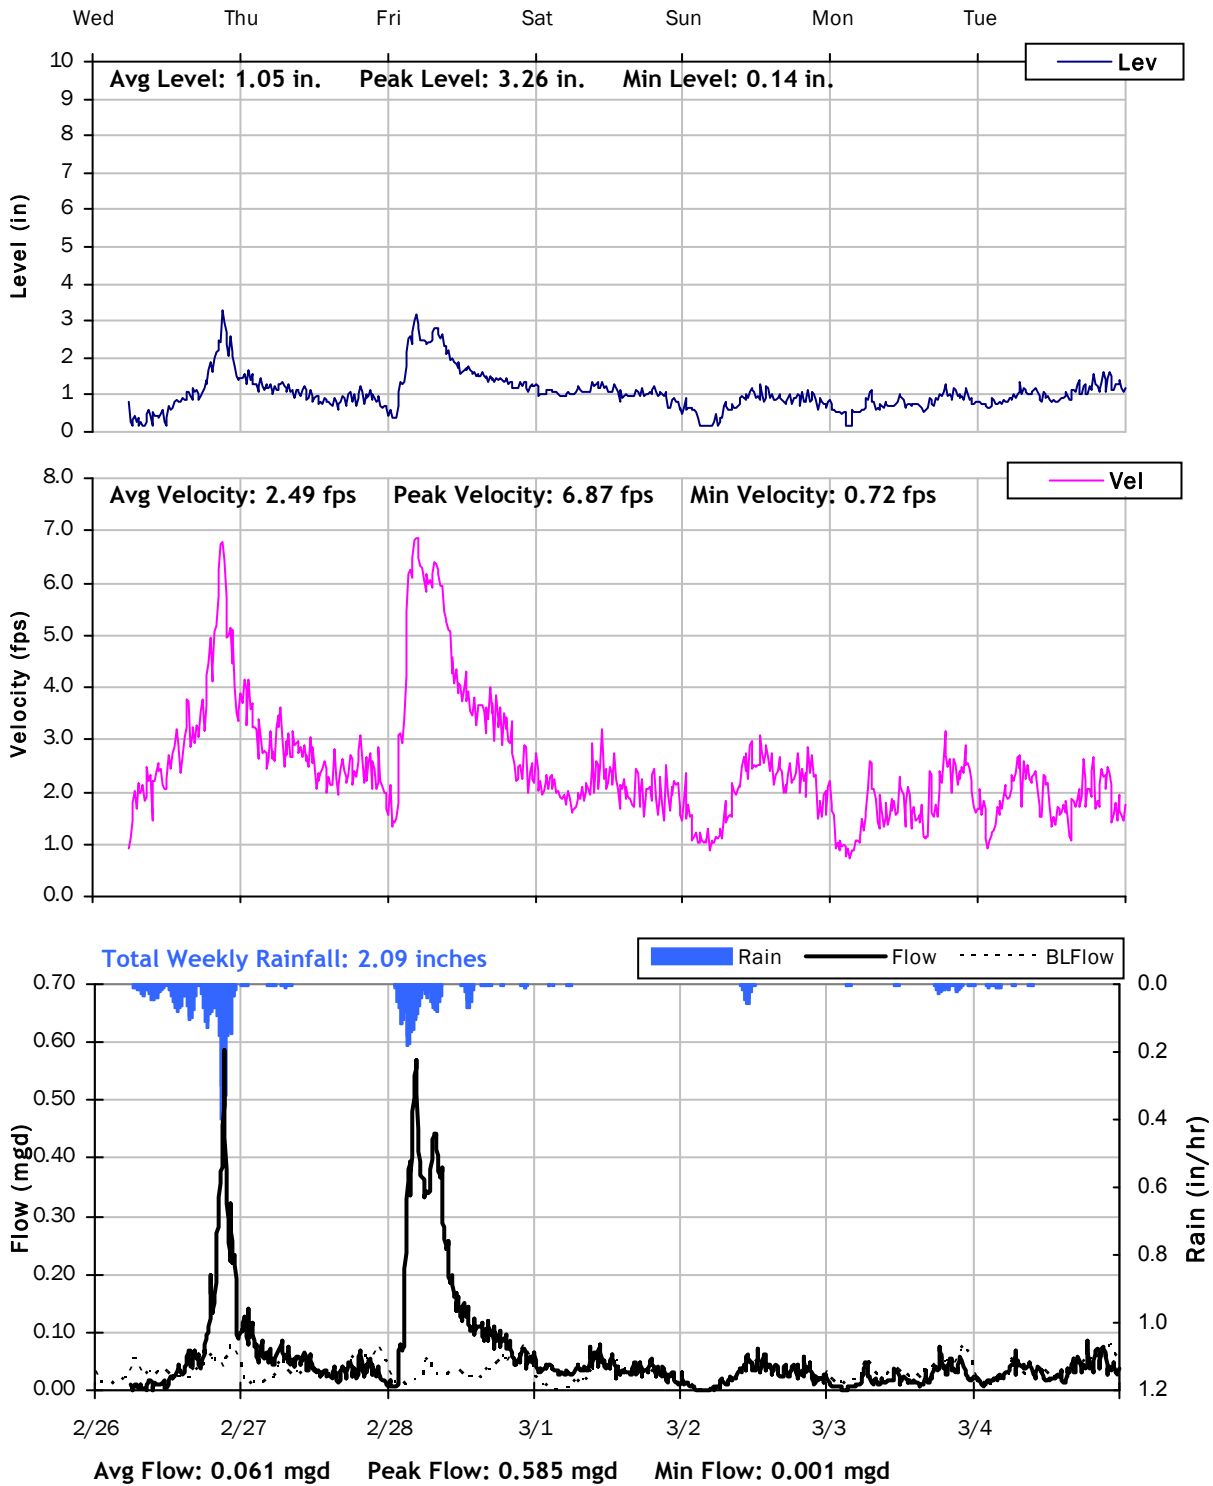 Wed Thu Fri Sat Sun Mon Tue
Lev
Avg Level: 1.05 in. Peak Level: 3.26 in. Min Level: 0.14 in.
10
9
8
7
6
5
4
3
2
1
0
Level (in)
Vel
Avg Velocity: 2.49 fps Peak Velocity: 6.87 fps Min Velocity: 0.72 fps
8.0
7.0
6.0
5.0
4.0
3.0
2.0
1.0
0.0
Velocity (fps)
Total Weekly Rainfall: 2.09 inches
Rain Flow BLFlow
0.70
0.60
0.50
0.40
0.30
0.20
0.10
0.00
Flow (mgd)
0.0
0.2
0.4
0.6
0.8
1.0
1.2
Rain (in/hr)
2/26 2/27 2/28 3/1 3/2 3/3 3/4
Avg Flow: 0.061 mgd Peak Flow: 0.585 mgd Min Flow: 0.001 mgd